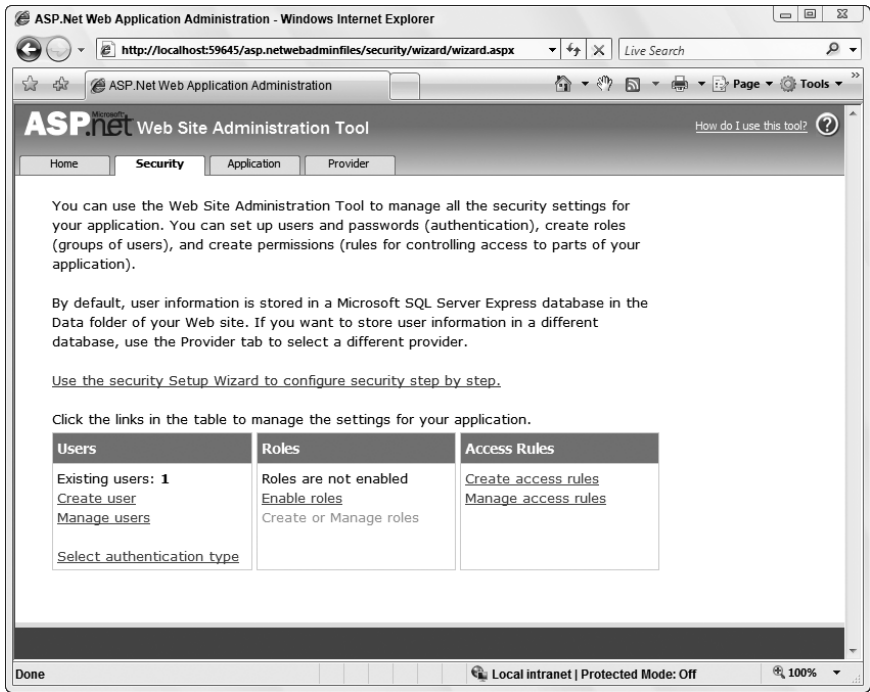 ASP.Net Web Application Administration - Windows Internet Explorer
http://localhost:59645/asp.netwebadminfiles/security/wizard/wizard.aspx
Live Search
ASP.Net Web Application Administration
Page
Tools
Microsoft
ASP.net Web Site Administration Tool
How do I use this tool?
?
Home
Security
Application
Provider
You can use the Web Site Administration Tool to manage all the security settings for
your application. You can set up users and passwords (authentication), create roles
(groups of users), and create permissions (rules for controlling access to parts of your
application).
By default, user information is stored in a Microsoft SQL Server Express database in the
Data folder of your Web site. If you want to store user information in a different
database, use the Provider tab to select a different provider.
Use the security Setup Wizard to configure security step by step.
Click the links in the table to manage the settings for your application.
Users
Existing users: 1
Create user
Manage users
Select authentication type
Roles
Roles are not enabled
Enable roles
Create or Manage roles
Access Rules
Create access rules
Manage access rules
Done
Local intranet | Protected Mode: Off
100%